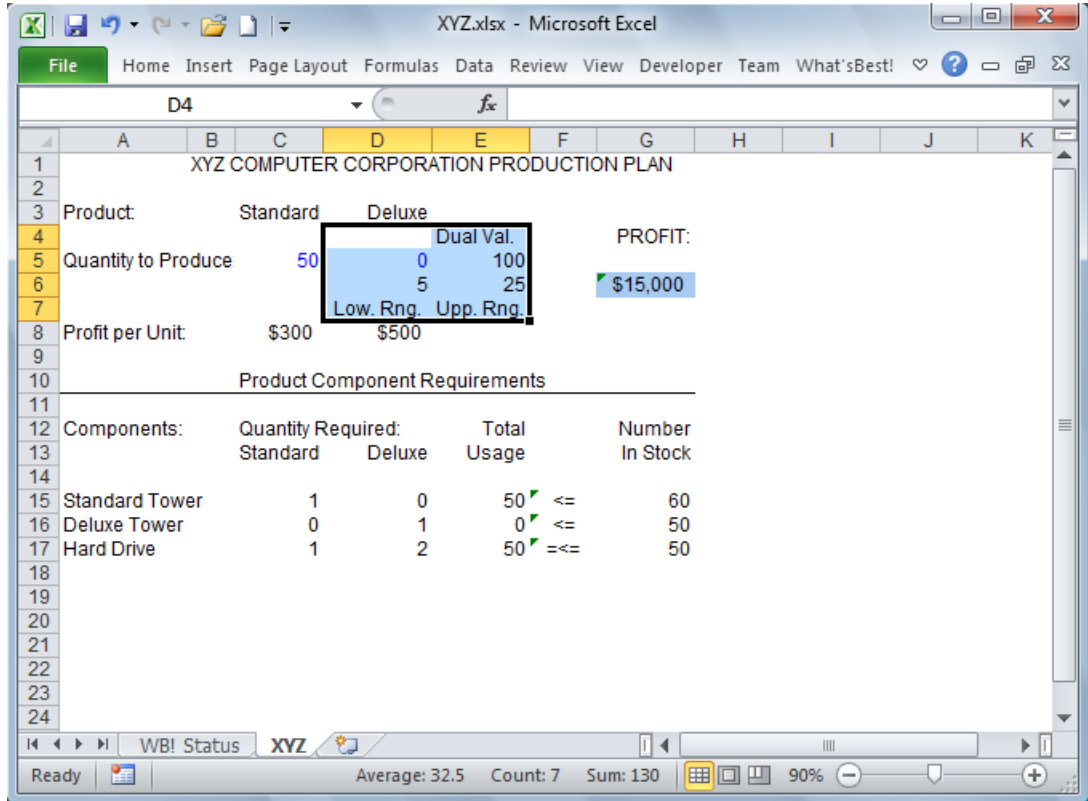 XYZ.xlsx - Microsoft Excel
File Home Insert Page Layout Formulas Data Review View Developer Team What'sBest!
D4 fx
A B C D E F G H I J K
1 XYZ COMPUTER CORPORATION PRODUCTION PLAN
2
3 Product: Standard Deluxe
4 Dual Val. PROFIT:
5 Quantity to Produce 50 0 100
6 5 25 $15,000
7 Low. Rng. Upp. Rng.
8 Profit per Unit: $300 $500
9
10 Product Component Requirements
11
12 Components: Quantity Required: Total Number
13 Standard Deluxe Usage In Stock
14
15 Standard Tower 1 0 50 <= 60
16 Deluxe Tower 0 1 0 <= 50
17 Hard Drive 1 2 50 =<= 50
18
19
20
21
22
23
24
WB! Status XYZ
Ready Average: 32.5 Count: 7 Sum: 130 90%